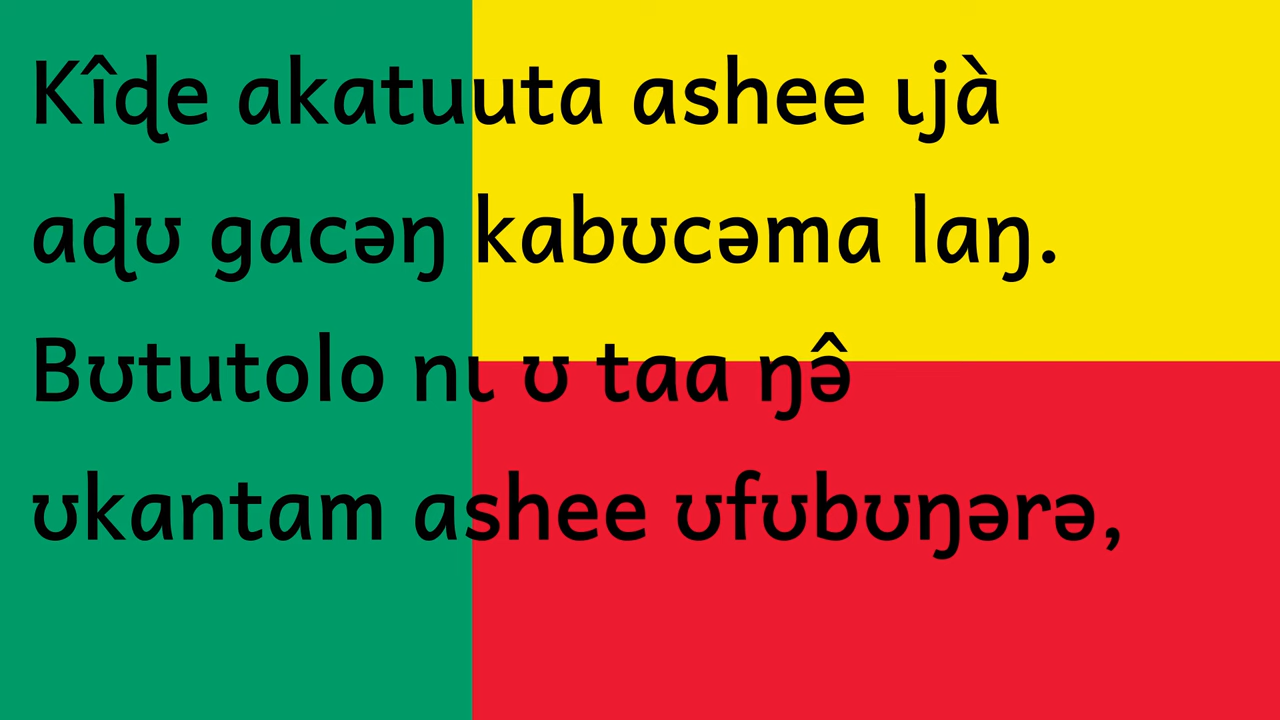 Kîɖe akatuuta ashee ɩjà
aɖʊ gacəŋ kabʊcəma laŋ.
Bʊtutolo nɩ ʊ taa ŋə̂
ʊkantam ashee ʊfʊbʊŋərə,